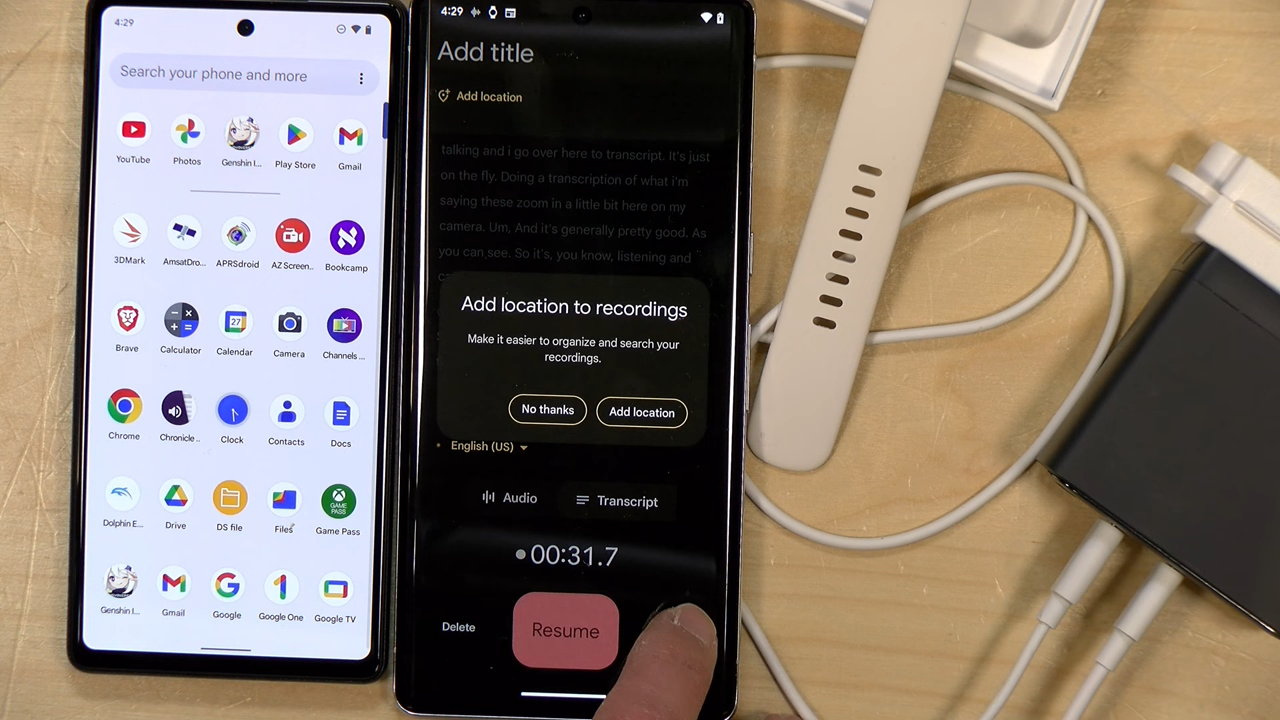 4:29
Search your phone and more
YouTube
Photos
Genshin I...
Play Store
Gmail
3DMark
AmsatDro...
APRSdroid
AZ Screen...
Bookcamp
Brave
Calculator
27
Calendar
Camera
Channels ...
Chrome
Chronicle ..
Clock
Contacts
Docs
Dolphin E...
Drive
DS file
Files
GAME
PASS
Game Pass
Genshin I...
Gmail
Google
Google One
Google TV
4:29
Add title
Add location
talking and i go over here to transcript. It's just
on the fly. Doing a transcription of what i'm
saying these zoom in a little bit here on my
camera. Um, And it's generally pretty good. As
you can,see. So it's, you know, listening and
Add location to recordings
Make it easier to organize and search your
recordings.
No thanks
Add location
English (US)
Audio
Transcript
00:31.7
Delete
Resume